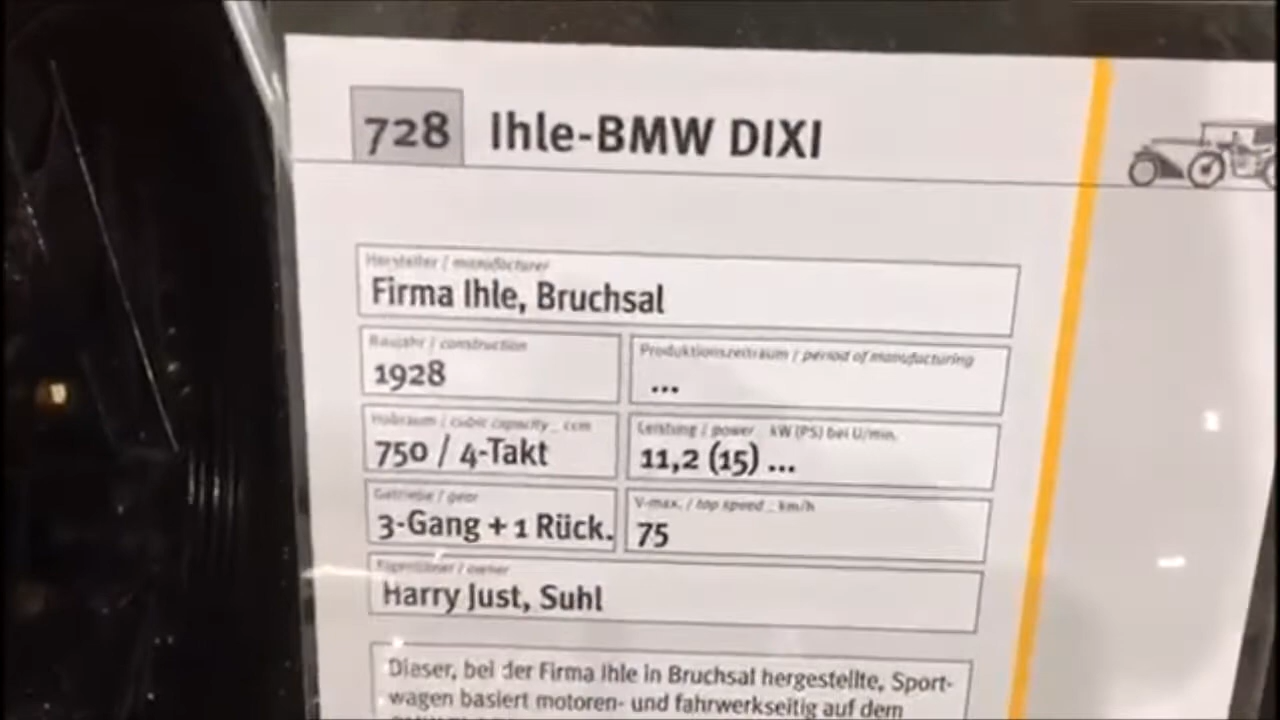 728 Ihle-BMW DIXI
Hersteller / manufacturer
Firma Ihle, Bruchsal
Baujahr / construction
1928
Produktionszeitraum / period of manufacturing
...
Hubraum / cubic capacity _ ccm
750 / 4-Takt
Leistung / power _ kW (PS) bei U/min.
11,2 (15) ...
Getriebe / gear
3-Gang + 1 Rück.
V-max. / top speed _ km/h
75
Eigentümer / owner
Harry Just, Suhl
Dieser, bei der Firma Ihle in Bruchsal hergestellte, Sport-
wagen basiert motoren- und fahrwerkseitig auf dem